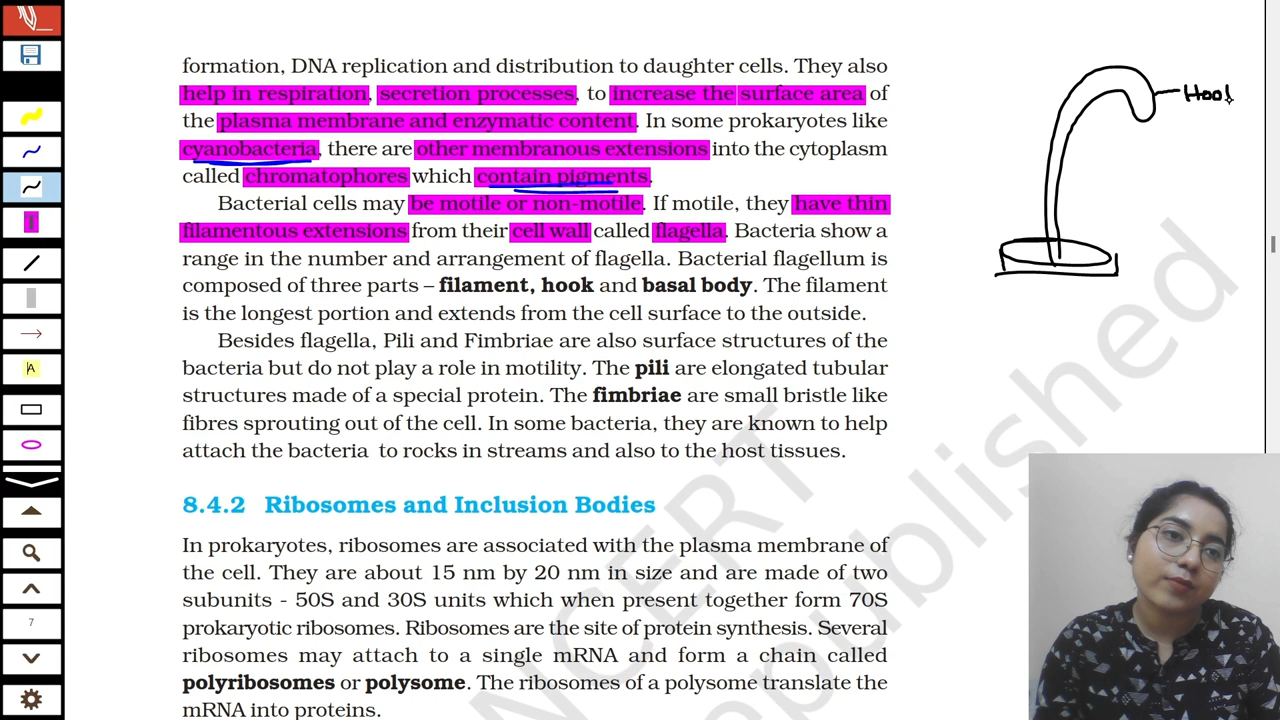 formation, DNA replication and distribution to daughter cells. They also
help in respiration, secretion processes, to increase the surface area of
the plasma membrane and enzymatic content. In some prokaryotes like
cyanobacteria, there are other membranous extensions into the cytoplasm
called chromatophores which contain pigments.
Bacterial cells may be motile or non-motile. If motile, they have thin
filamentous extensions from their cell wall called flagella. Bacteria show a
range in the number and arrangement of flagella. Bacterial flagellum is
composed of three parts – filament, hook and basal body. The filament
is the longest portion and extends from the cell surface to the outside.
Besides flagella, Pili and Fimbriae are also surface structures of the
bacteria but do not play a role in motility. The pili are elongated tubular
structures made of a special protein. The fimbriae are small bristle like
fibres sprouting out of the cell. In some bacteria, they are known to help
attach the bacteria to rocks in streams and also to the host tissues.
8.4.2 Ribosomes and Inclusion Bodies
In prokaryotes, ribosomes are associated with the plasma membrane of
the cell. They are about 15 nm by 20 nm in size and are made of two
subunits - 50S and 30S units which when present together form 70S
prokaryotic ribosomes. Ribosomes are the site of protein synthesis. Several
ribosomes may attach to a single mRNA and form a chain called
polyribosomes or polysome. The ribosomes of a polysome translate the
mRNA into proteins.
NCERT
republished
A
7